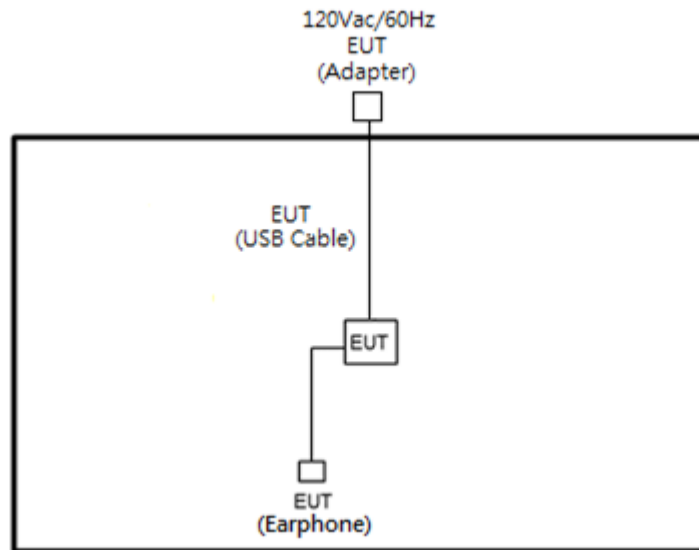 120Vac/60Hz
EUT
(Adapter)
EUT
(USB Cable)
EUT
EUT
(Earphone)